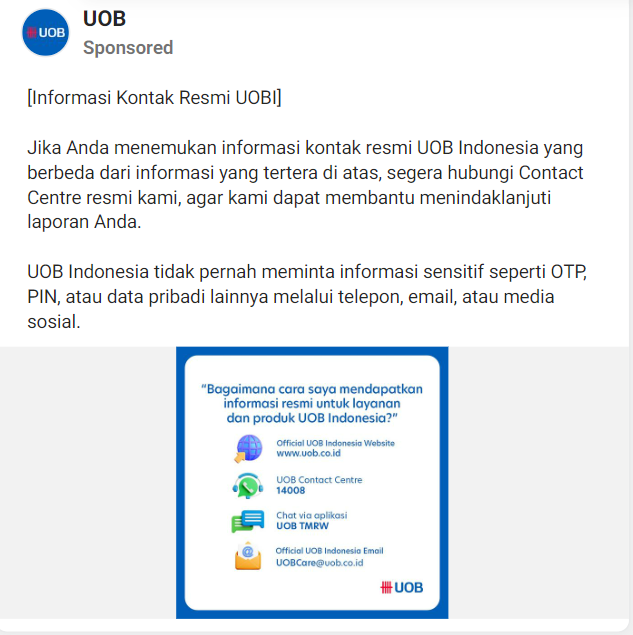 UOB
UOB
Sponsored
[Informasi Kontak Resmi UOBI]
Jika Anda menemukan informasi kontak resmi UOB Indonesia yang
berbeda dari informasi yang tertera di atas, segera hubungi Contact
Centre resmi kami, agar kami dapat membantu menindaklanjuti
laporan Anda.
UOB Indonesia tidak pernah meminta informasi sensitif seperti OTP,
PIN, atau data pribadi lainnya melalui telepon, email, atau media
sosial.
“Bagaimana cara saya mendapatkan
informasi resmi untuk layanan
dan produk UOB Indonesia?”
Official UOB Indonesia Website
www.uob.co.id
UOB Contact Centre
14008
Chat via aplikasi
UOB TMRW
Official UOB Indonesia Email
UOBCare@uob.co.id
UOB